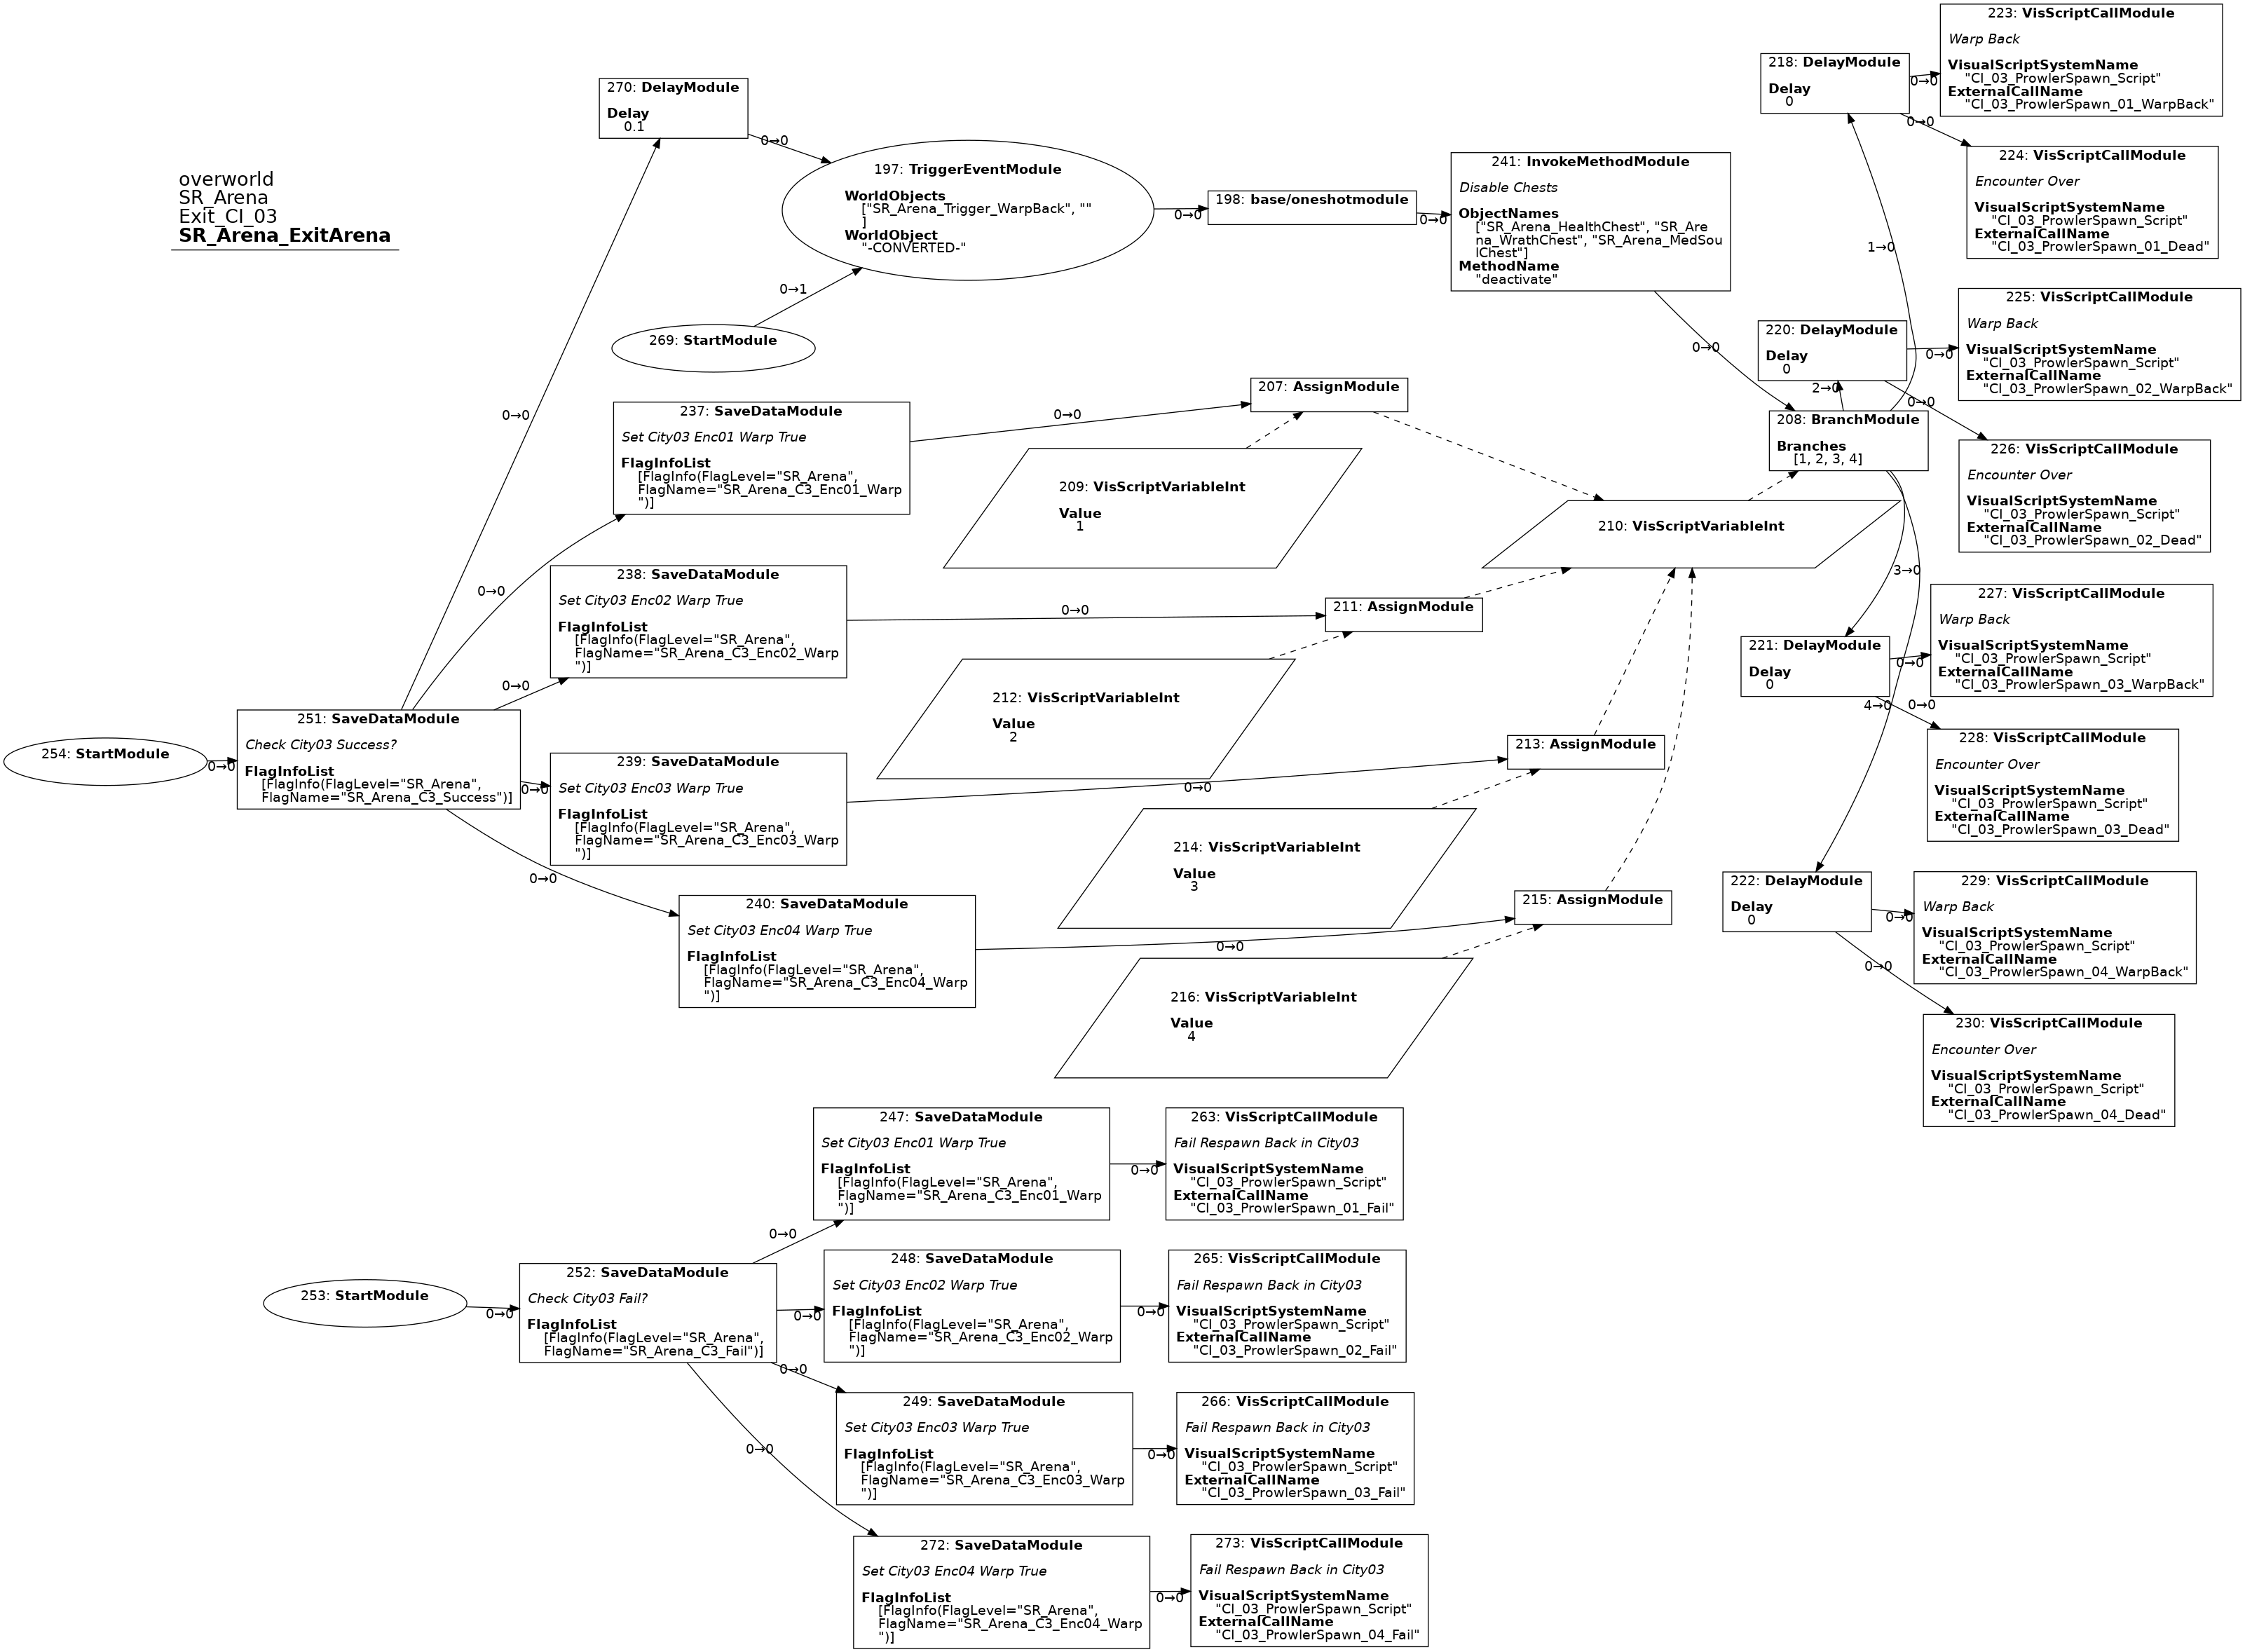 overworld
SR_Arena
Exit_CI_03
SR_Arena_ExitArena
270: DelayModule
Delay
0.1
0→0
197: TriggerEventModule
WorldObjects
["SR_Arena_Trigger_WarpBack", ""
]
WorldObject
"-CONVERTED-"
0→0
198: base/oneshotmodule
0→0
241: InvokeMethodModule
Disable Chests
ObjectNames
["SR_Arena_HealthChest", "SR_Are
na_WrathChest", "SR_Arena_MedSou
lChest"]
MethodName
"deactivate"
0→0
269: StartModule
0→1
218: DelayModule
Delay
0
0→0
0→0
223: VisScriptCallModule
Warp Back
VisualScriptSystemName
"CI_03_ProwlerSpawn_Script"
ExternalCallName
"CI_03_ProwlerSpawn_01_WarpBack"
224: VisScriptCallModule
Encounter Over
VisualScriptSystemName
"CI_03_ProwlerSpawn_Script"
ExternalCallName
"CI_03_ProwlerSpawn_01_Dead"
1→0
220: DelayModule
Delay
0
0→0
0→0
225: VisScriptCallModule
Warp Back
VisualScriptSystemName
"CI_03_ProwlerSpawn_Script"
ExternalCallName
"CI_03_ProwlerSpawn_02_WarpBack"
2→0
208: BranchModule
Branches
[1, 2, 3, 4]
226: VisScriptCallModule
Encounter Over
VisualScriptSystemName
"CI_03_ProwlerSpawn_Script"
ExternalCallName
"CI_03_ProwlerSpawn_02_Dead"
0→0
237: SaveDataModule
Set City03 Enc01 Warp True
FlagInfoList
[FlagInfo(FlagLevel="SR_Arena",
FlagName="SR_Arena_C3_Enc01_Warp
")]
0→0
207: AssignModule
209: VisScriptVariableInt
Value
1
210: VisScriptVariableInt
0→0
238: SaveDataModule
Set City03 Enc02 Warp True
FlagInfoList
[FlagInfo(FlagLevel="SR_Arena",
FlagName="SR_Arena_C3_Enc02_Warp
")]
0→0
211: AssignModule
212: VisScriptVariableInt
Value
2
3→0
221: DelayModule
Delay
0
0→0
0→0
227: VisScriptCallModule
Warp Back
VisualScriptSystemName
"CI_03_ProwlerSpawn_Script"
ExternalCallName
"CI_03_ProwlerSpawn_03_WarpBack"
4→0
228: VisScriptCallModule
Encounter Over
VisualScriptSystemName
"CI_03_ProwlerSpawn_Script"
ExternalCallName
"CI_03_ProwlerSpawn_03_Dead"
254: StartModule
0→0
251: SaveDataModule
Check City03 Success?
FlagInfoList
[FlagInfo(FlagLevel="SR_Arena",
FlagName="SR_Arena_C3_Success")]
0→0
0→0
239: SaveDataModule
Set City03 Enc03 Warp True
FlagInfoList
[FlagInfo(FlagLevel="SR_Arena",
FlagName="SR_Arena_C3_Enc03_Warp
")]
0→0
213: AssignModule
214: VisScriptVariableInt
Value
3
0→0
240: SaveDataModule
Set City03 Enc04 Warp True
FlagInfoList
[FlagInfo(FlagLevel="SR_Arena",
FlagName="SR_Arena_C3_Enc04_Warp
")]
0→0
215: AssignModule
216: VisScriptVariableInt
Value
4
222: DelayModule
Delay
0
0→0
0→0
229: VisScriptCallModule
Warp Back
VisualScriptSystemName
"CI_03_ProwlerSpawn_Script"
ExternalCallName
"CI_03_ProwlerSpawn_04_WarpBack"
230: VisScriptCallModule
Encounter Over
VisualScriptSystemName
"CI_03_ProwlerSpawn_Script"
ExternalCallName
"CI_03_ProwlerSpawn_04_Dead"
253: StartModule
0→0
252: SaveDataModule
Check City03 Fail?
FlagInfoList
[FlagInfo(FlagLevel="SR_Arena",
FlagName="SR_Arena_C3_Fail")]
0→0
247: SaveDataModule
Set City03 Enc01 Warp True
FlagInfoList
[FlagInfo(FlagLevel="SR_Arena",
FlagName="SR_Arena_C3_Enc01_Warp
")]
0→0
263: VisScriptCallModule
Fail Respawn Back in City03
VisualScriptSystemName
"CI_03_ProwlerSpawn_Script"
ExternalCallName
"CI_03_ProwlerSpawn_01_Fail"
0→0
248: SaveDataModule
Set City03 Enc02 Warp True
FlagInfoList
[FlagInfo(FlagLevel="SR_Arena",
FlagName="SR_Arena_C3_Enc02_Warp
")]
0→0
265: VisScriptCallModule
Fail Respawn Back in City03
VisualScriptSystemName
"CI_03_ProwlerSpawn_Script"
ExternalCallName
"CI_03_ProwlerSpawn_02_Fail"
0→0
249: SaveDataModule
Set City03 Enc03 Warp True
FlagInfoList
[FlagInfo(FlagLevel="SR_Arena",
FlagName="SR_Arena_C3_Enc03_Warp
")]
0→0
266: VisScriptCallModule
Fail Respawn Back in City03
VisualScriptSystemName
"CI_03_ProwlerSpawn_Script"
ExternalCallName
"CI_03_ProwlerSpawn_03_Fail"
0→0
272: SaveDataModule
Set City03 Enc04 Warp True
FlagInfoList
[FlagInfo(FlagLevel="SR_Arena",
FlagName="SR_Arena_C3_Enc04_Warp
")]
0→0
273: VisScriptCallModule
Fail Respawn Back in City03
VisualScriptSystemName
"CI_03_ProwlerSpawn_Script"
ExternalCallName
"CI_03_ProwlerSpawn_04_Fail"